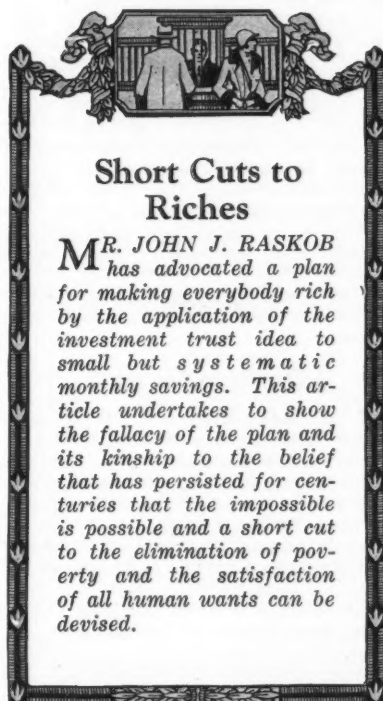 Short Cuts to
Riches
MR. JOHN J. RASKOB
has advocated a plan
for making everybody rich
by the application of the
investment trust idea to
small but systematic
monthly savings. This ar-
ticle undertakes to show
the fallacy of the plan and
its kinship to the belief
that has persisted for cen-
turies that the impossible
is possible and a short cut
to the elimination of pov-
erty and the satisfaction
of all human wants can be
devised.